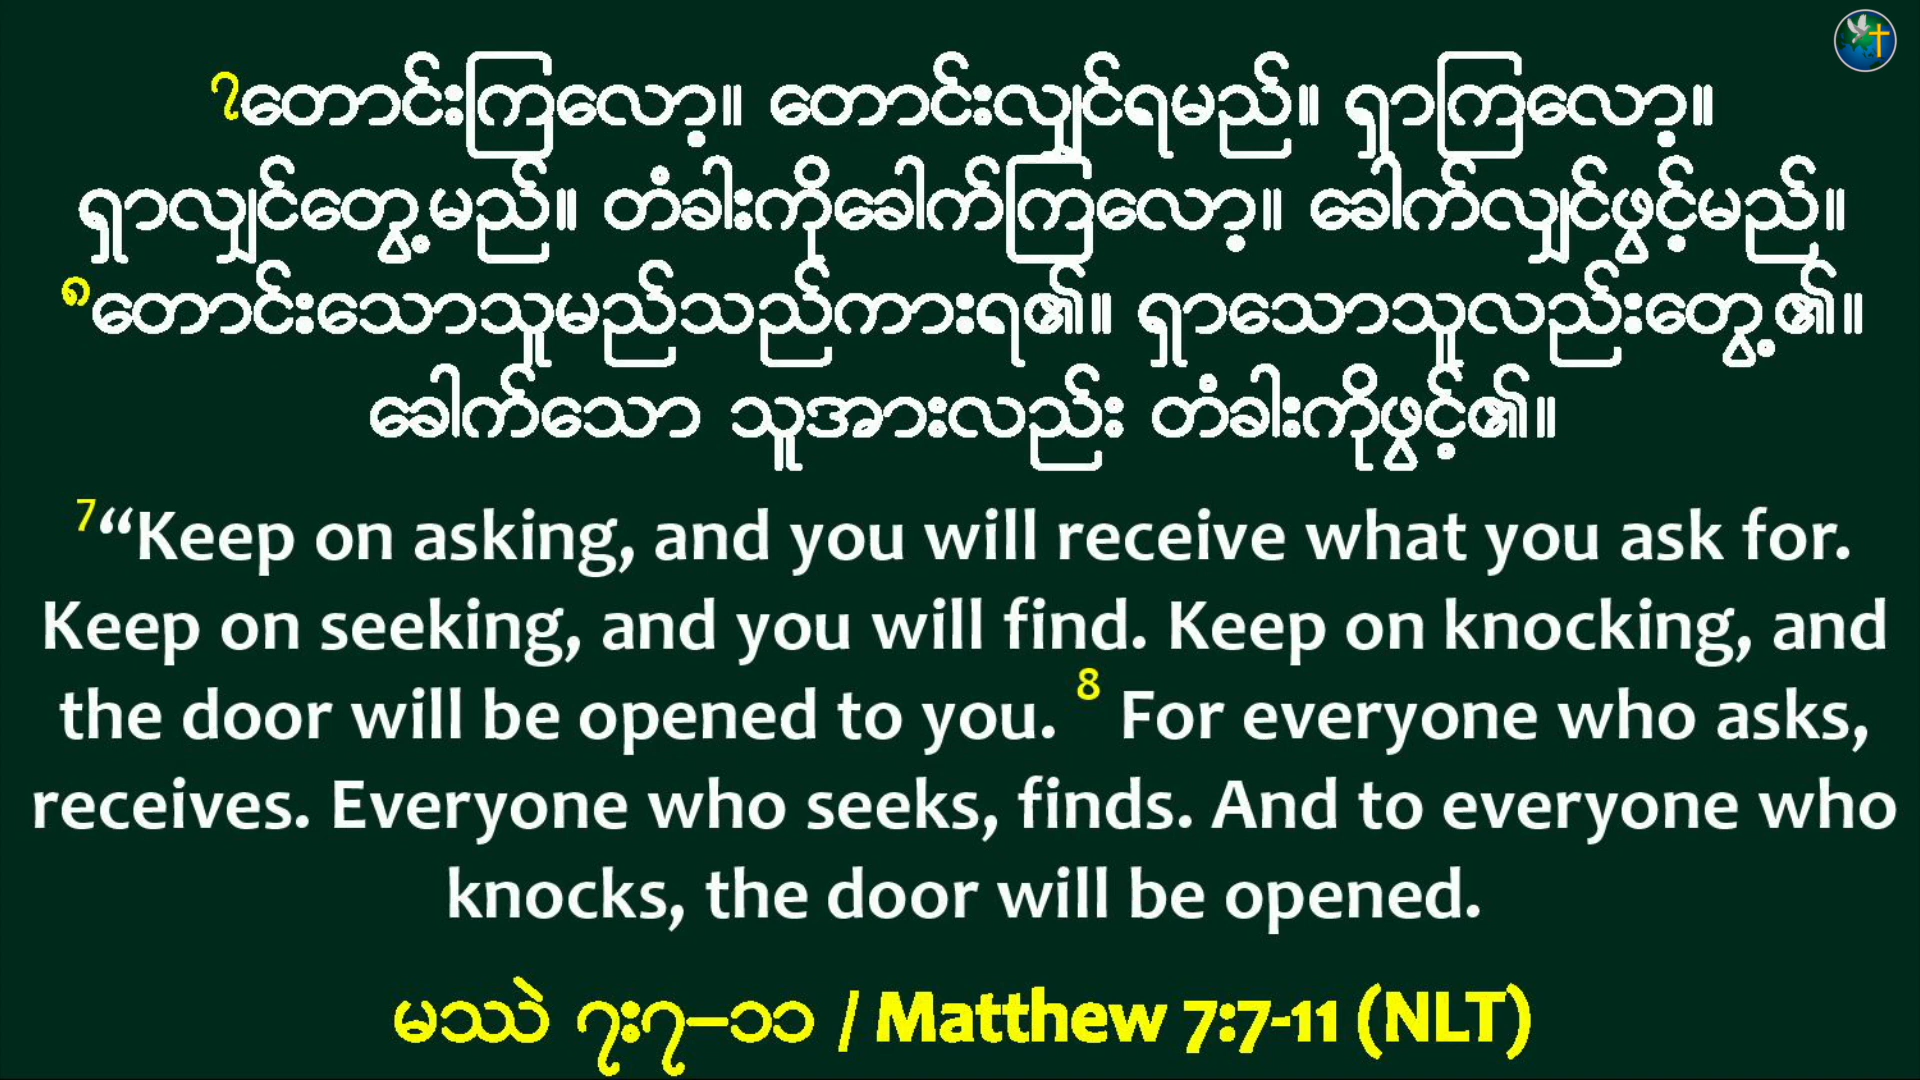 ၇တောင်းကြလော့။ တောင်းလျှင်ရမည်။ ရှာကြလော့။
ရှာလျှင်တွေ့မည်။ တံခါးကိုခေါက်ကြလော့။ ခေါက်လျှင်ဖွင့်မည်။
၈တောင်းသောသူမည်သည်ကားရ၏။ ရှာသောသူလည်းတွေ့၏။
ခေါက်သော သူအားလည်း တံခါးကိုဖွင့်၏။
7“Keep on asking, and you will receive what you ask for.
Keep on seeking, and you will find. Keep on knocking, and
the door will be opened to you. 8 For everyone who asks,
receives. Everyone who seeks, finds. And to everyone who
knocks, the door will be opened.
မဿဲ ၇း၇–၁၁ / Matthew 7:7-11 (NLT)